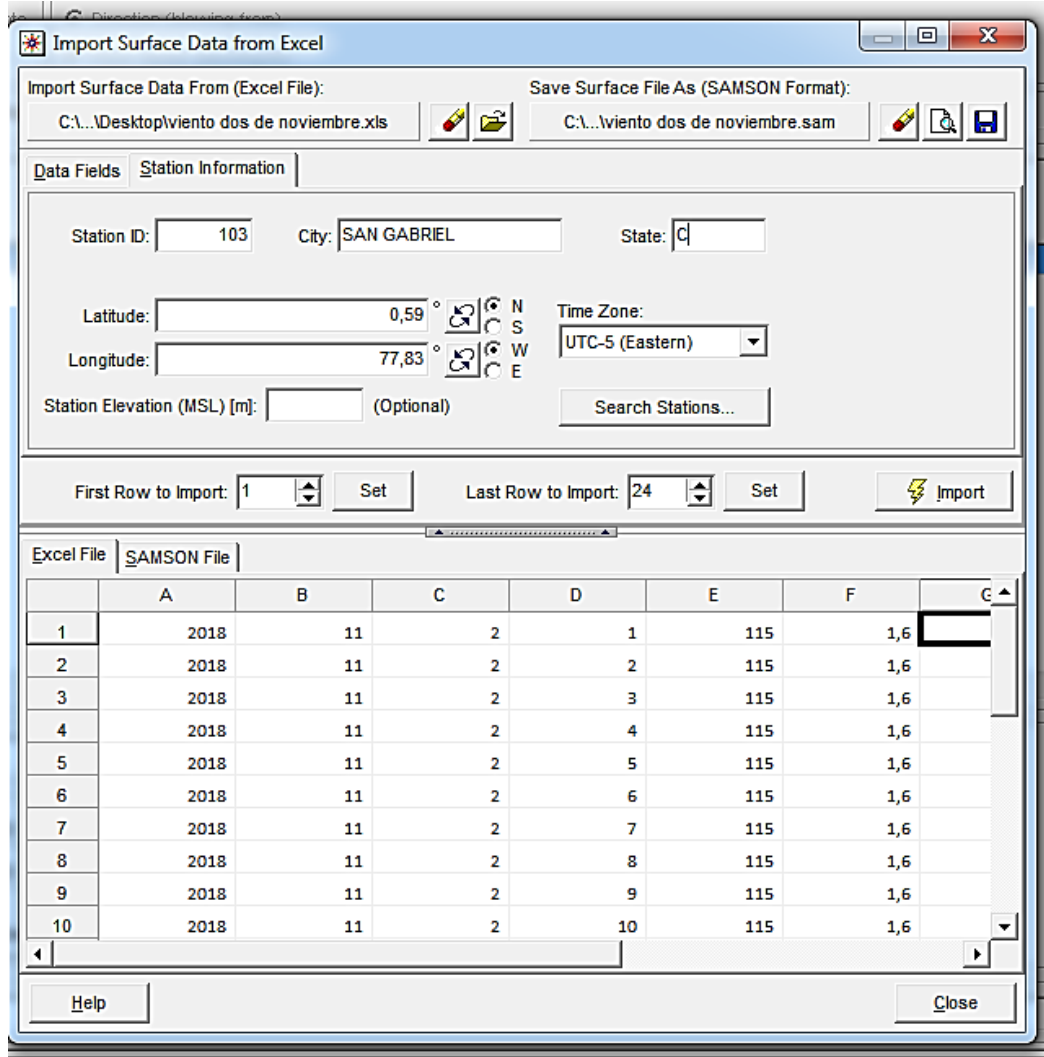 Direction (blowing from)
Import Surface Data from Excel
Import Surface Data From (Excel File): Save Surface File As (SAMSON Format):
C:\...\Desktop\viento dos de noviembre.xls C:\...\viento dos de noviembre.sam
Data Fields Station Information
Station ID: 103 City: SAN GABRIEL State: C
Latitude: 0,59 ° N S Time Zone:
Longitude: 77,83 ° W E UTC-5 (Eastern)
Station Elevation (MSL) [m]: (Optional) Search Stations...
First Row to Import: 1 Set Last Row to Import: 24 Set Import
Excel File SAMSON File
A B C D E F G
1 2018 11 2 1 115 1,6
2 2018 11 2 2 115 1,6
3 2018 11 2 3 115 1,6
4 2018 11 2 4 115 1,6
5 2018 11 2 5 115 1,6
6 2018 11 2 6 115 1,6
7 2018 11 2 7 115 1,6
8 2018 11 2 8 115 1,6
9 2018 11 2 9 115 1,6
10 2018 11 2 10 115 1,6
Help Close